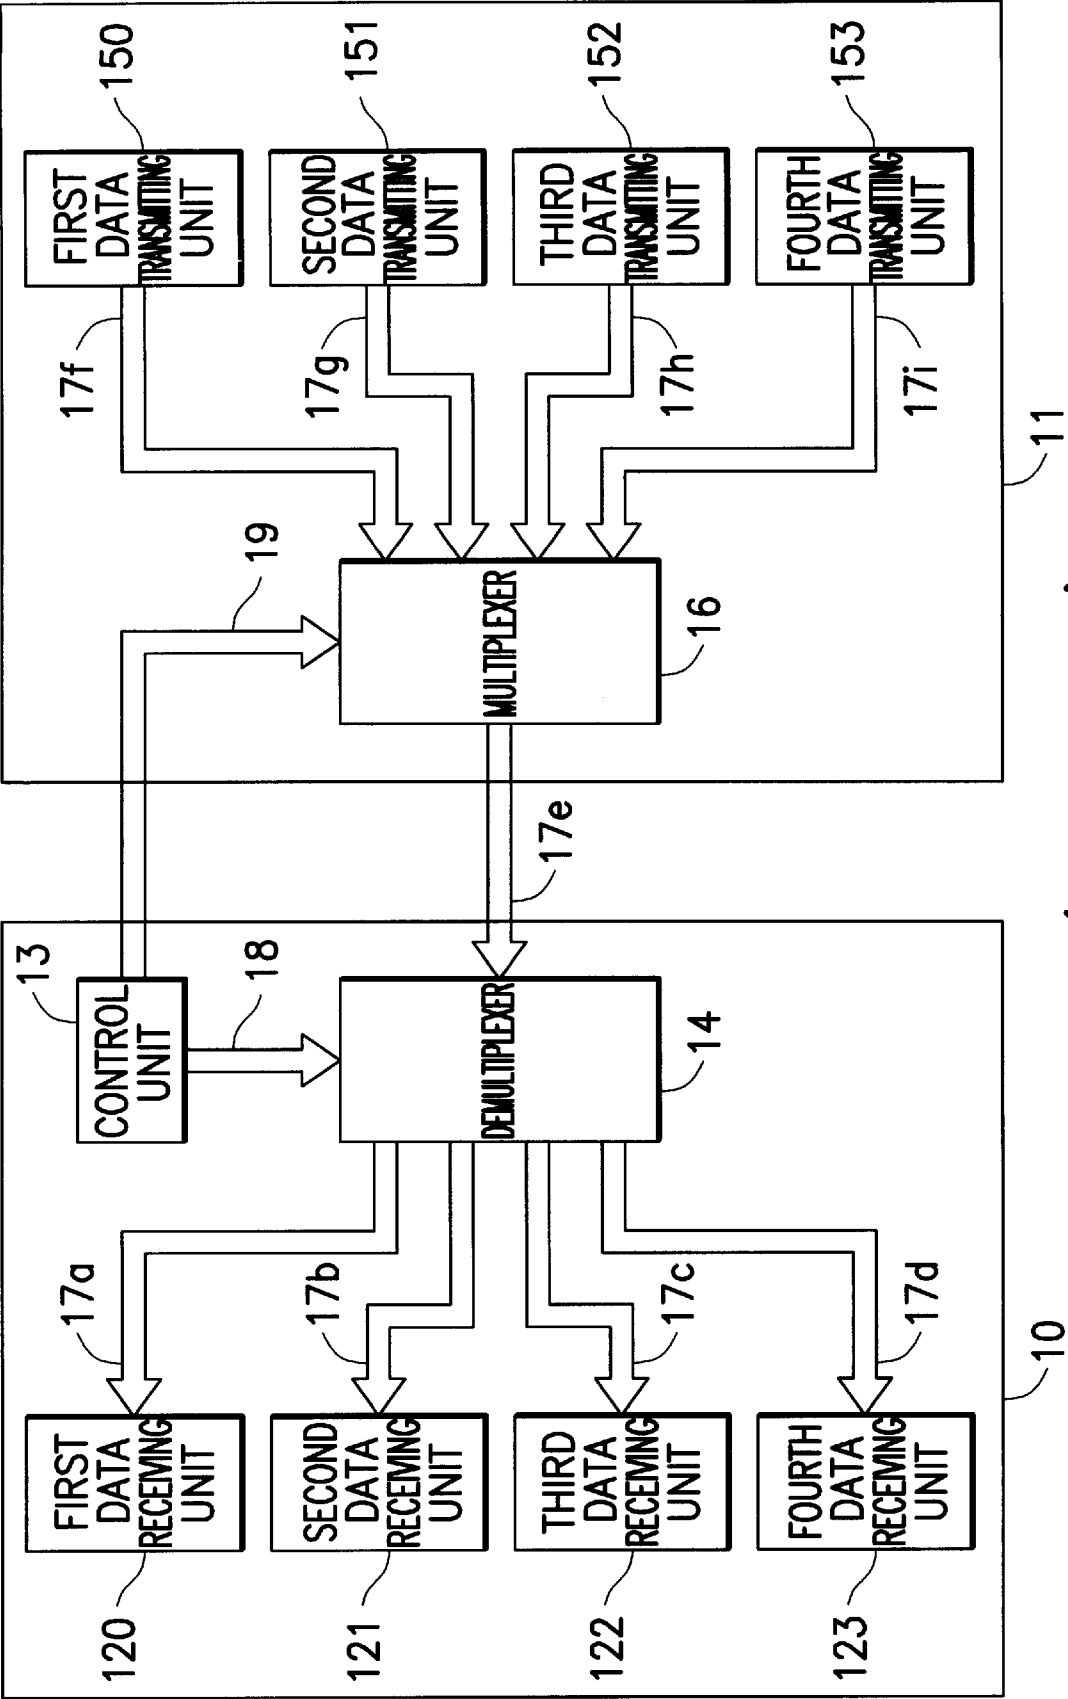 120
FIRST
DATA
RECEIVING
UNIT
17a
13
CONTROL
UNIT
18
19
17f
FIRST
DATA
TRANSMITTING
UNIT
150
121
SECOND
DATA
RECEIVING
UNIT
17b
17g
SECOND
DATA
TRANSMITTING
UNIT
151
DEMULTIPLEXER
14
17e
MULTIPLEXER
16
122
THIRD
DATA
RECEIVING
UNIT
17c
17h
THIRD
DATA
TRANSMITTING
UNIT
152
123
FOURTH
DATA
RECEIVING
UNIT
17d
17i
FOURTH
DATA
TRANSMITTING
UNIT
153
10
11